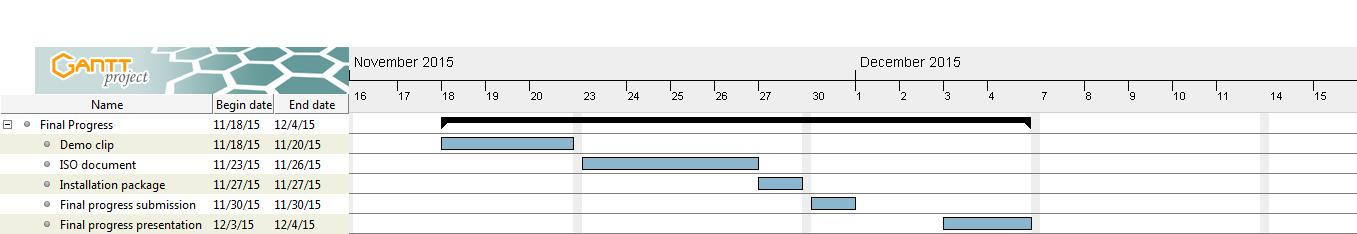 GANTT
project
November 2015
December 2015
16 17 18 19 20 23 24 25 26 27 30 1 2 3 4 7 8 9 10 11 14 15
Name Begin date End date
Final Progress 11/18/15 12/4/15
Demo clip 11/18/15 11/20/15
ISO document 11/23/15 11/26/15
Installation package 11/27/15 11/27/15
Final progress submission 11/30/15 11/30/15
Final progress presentation 12/3/15 12/4/15